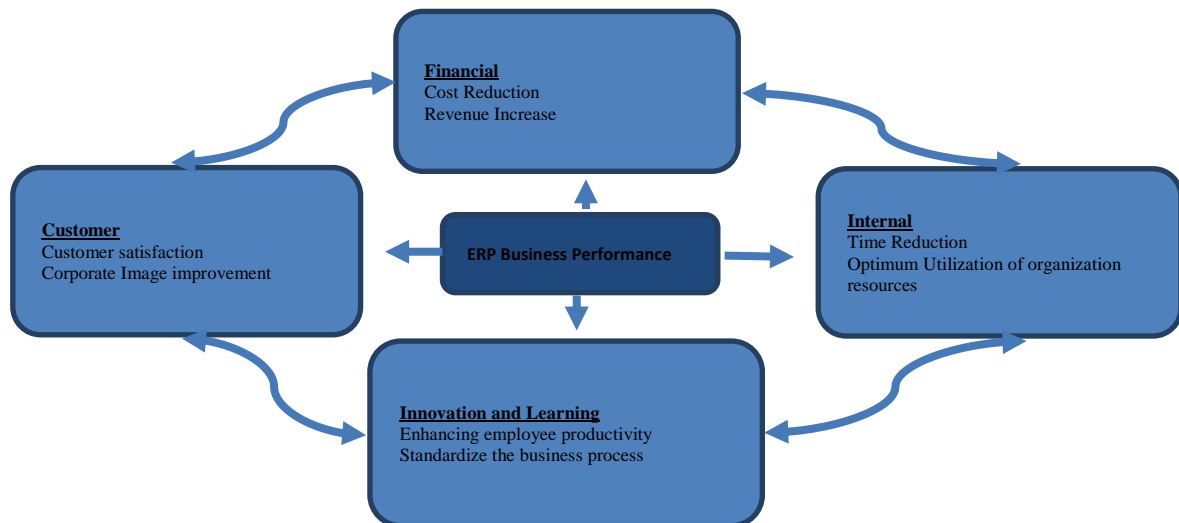 Financial
Cost Reduction
Revenue Increase
Customer
Customer satisfaction
Corporate Image improvement
ERP Business Performance
Internal
Time Reduction
Optimum Utilization of organization
resources
Innovation and Learning
Enhancing employee productivity
Standardize the business process